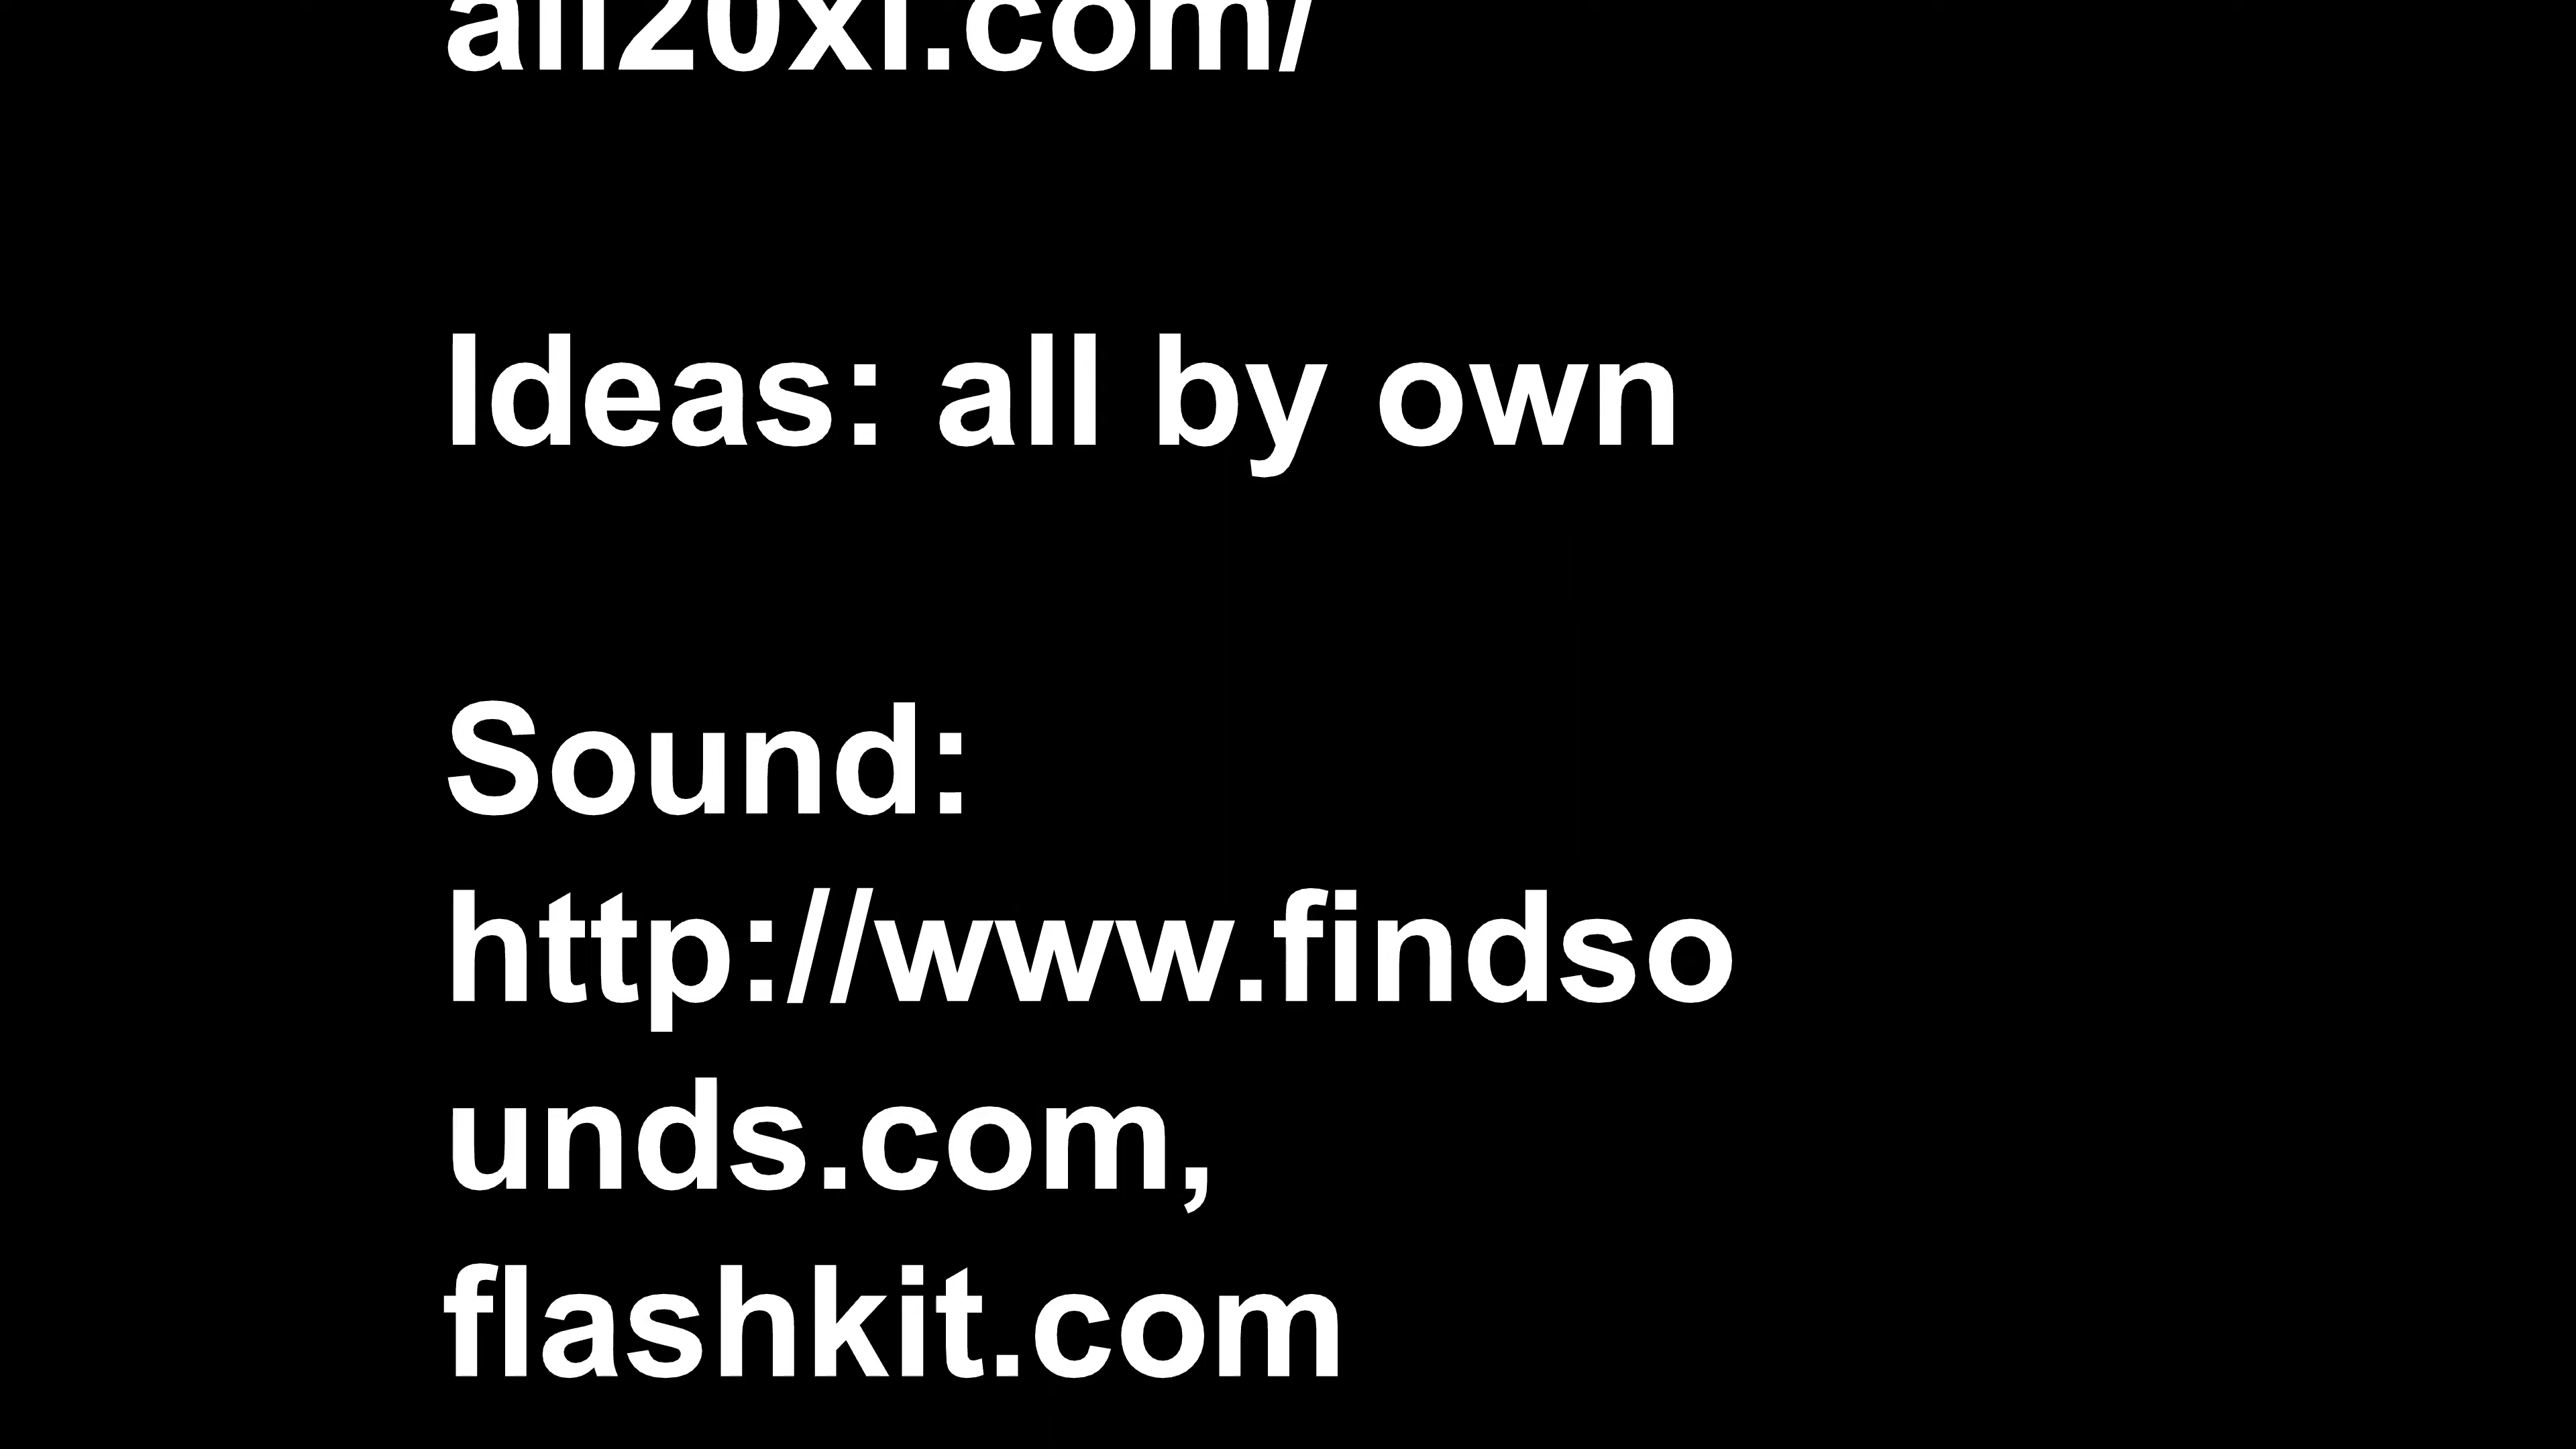 Ideas: all by own
Sound:
http://www.findso
unds.com,
flashkit.com